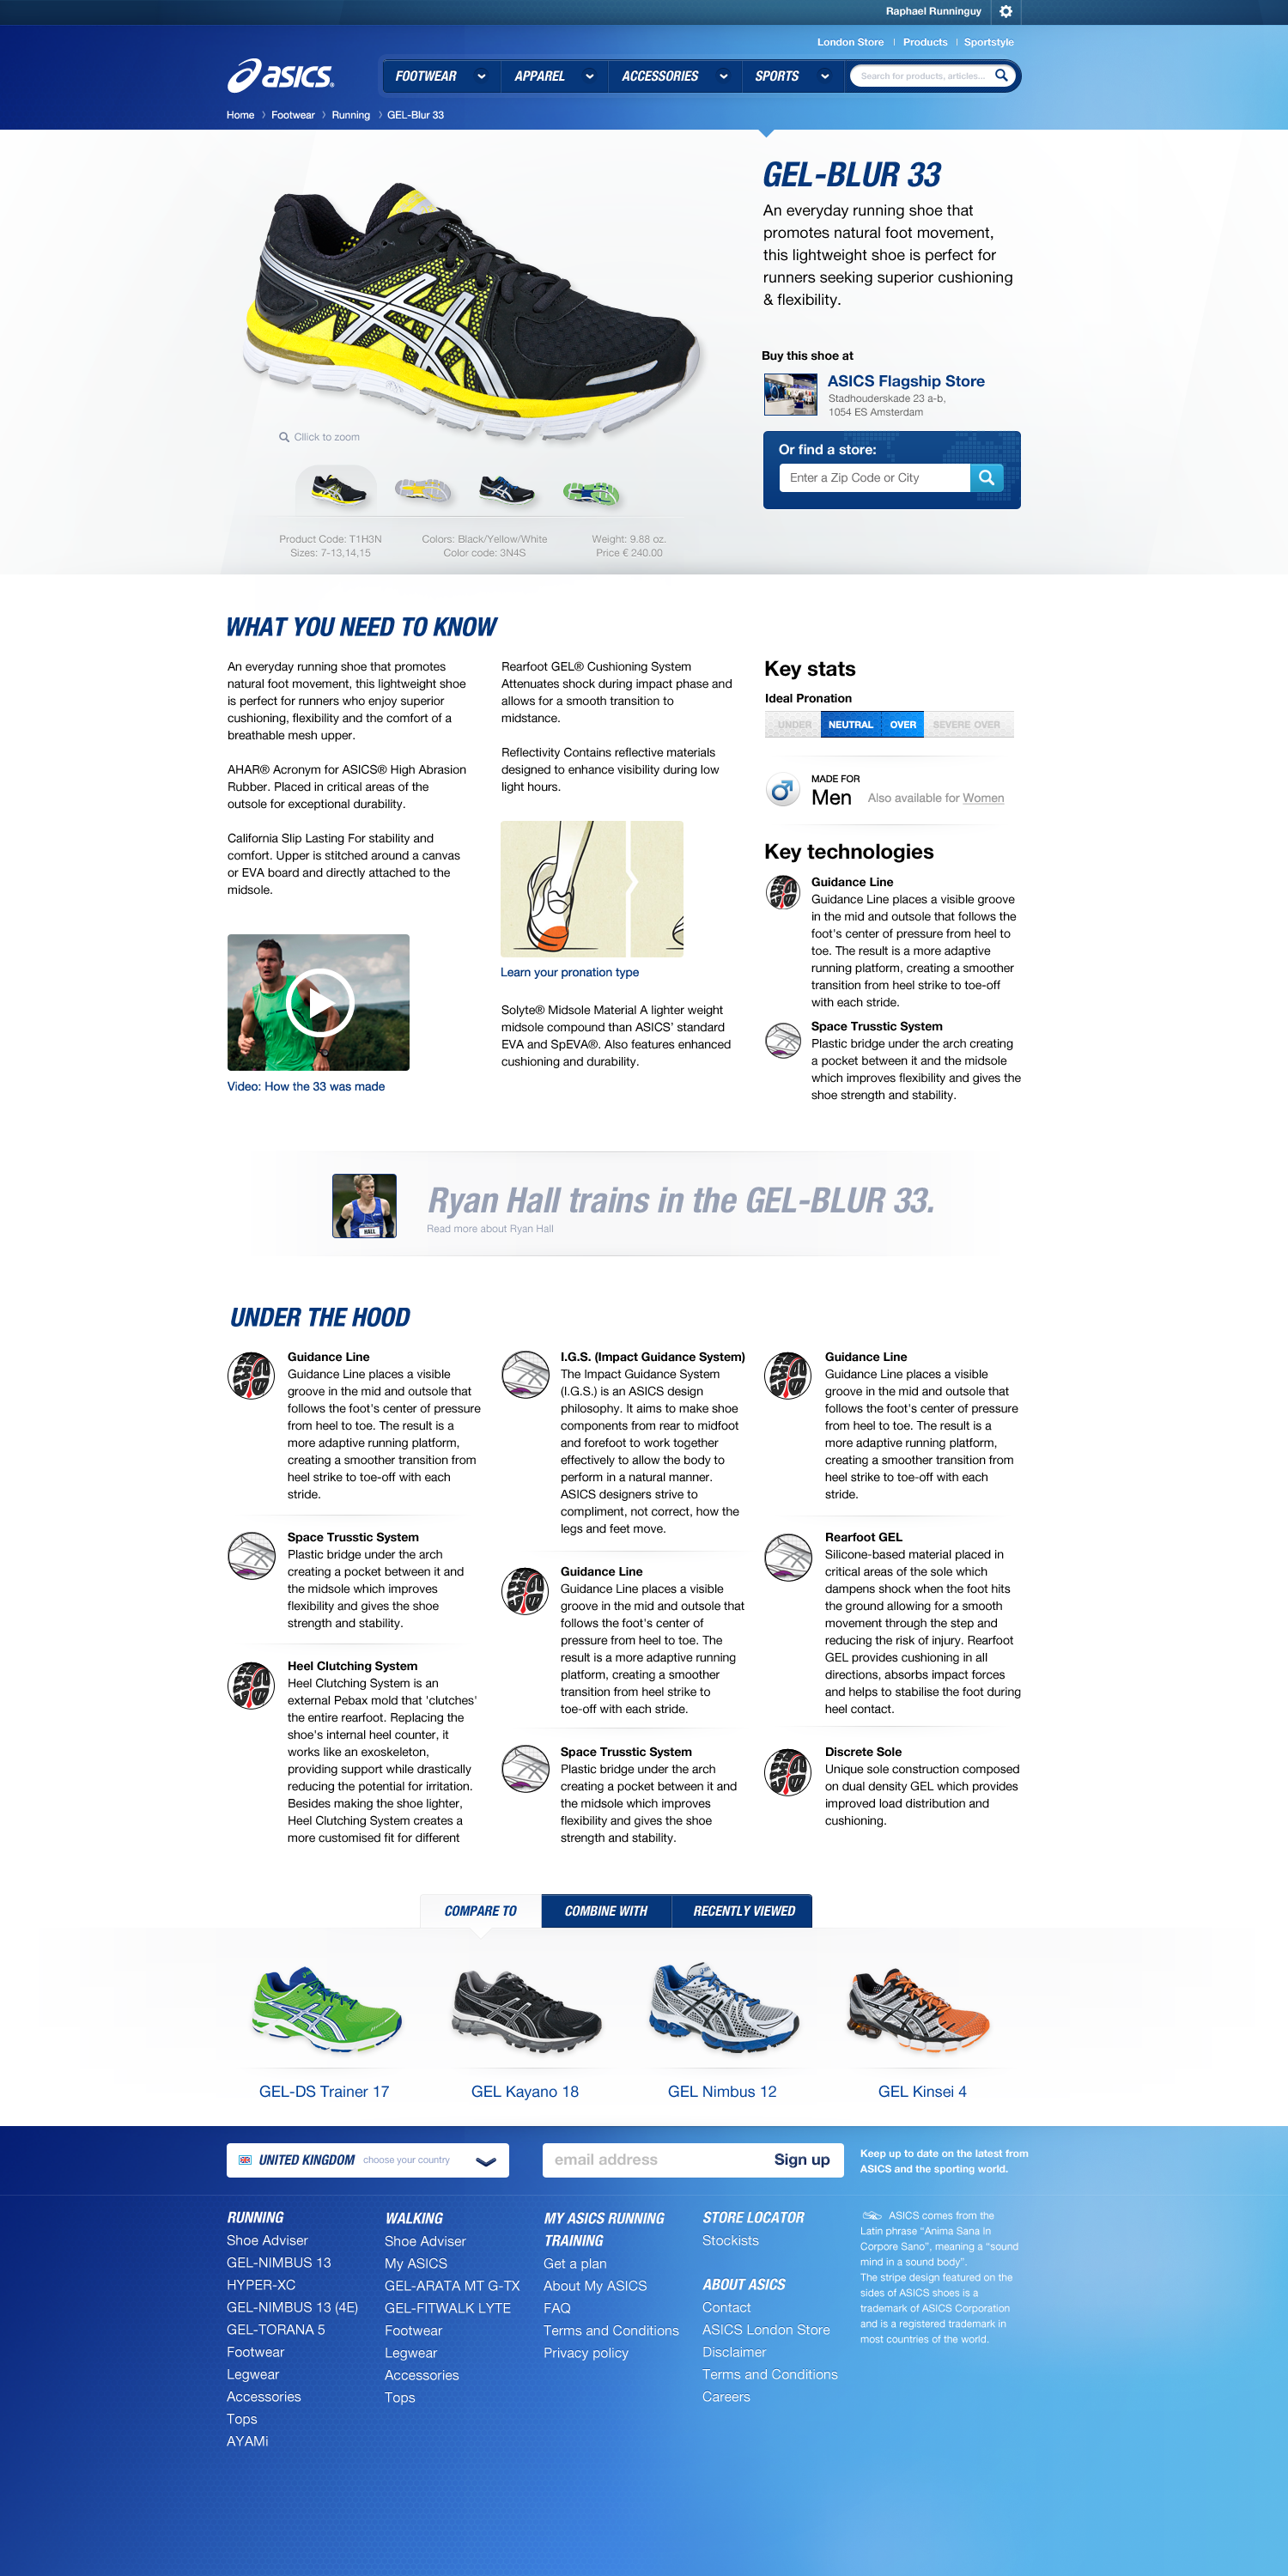 Raphael Runninguy
London Store
Products
Sportstyle
asics
FOOTWEAR
APPAREL
ACCESSORIES
SPORTS
Search for products, articles...
Home
Footwear
Running
GEL-Blur 33
GEL-BLUR 33
An everyday running shoe that
promotes natural foot movement,
this lightweight shoe is perfect for
runners seeking superior cushioning
& flexibility.
Buy this shoe at
ASICS Flagship Store
Stadhouderskade 23 a-b,
1054 ES Amsterdam
Or find a store:
Enter a Zip Code or City
Cllick to zoom
Product Code: T1H3N
Sizes: 7-13,14,15
Colors: Black/Yellow/White
Color code: 3N4S
Weight: 9.88 oz.
Price € 240.00
WHAT YOU NEED TO KNOW
An everyday running shoe that promotes
natural foot movement, this lightweight shoe
is perfect for runners who enjoy superior
cushioning, flexibility and the comfort of a
breathable mesh upper.
AHAR® Acronym for ASICS® High Abrasion
Rubber. Placed in critical areas of the
outsole for exceptional durability.
California Slip Lasting For stability and
comfort. Upper is stitched around a canvas
or EVA board and directly attached to the
midsole.
Video: How the 33 was made
Rearfoot GEL® Cushioning System
Attenuates shock during impact phase and
allows for a smooth transition to
midstance.
Reflectivity Contains reflective materials
designed to enhance visibility during low
light hours.
Learn your pronation type
Solyte® Midsole Material A lighter weight
midsole compound than ASICS' standard
EVA and SpEVA®. Also features enhanced
cushioning and durability.
Key stats
Ideal Pronation
UNDER
NEUTRAL
OVER
SEVERE OVER
MADE FOR
Men
Also available for Women
Key technologies
Guidance Line
Guidance Line places a visible groove
in the mid and outsole that follows the
foot's center of pressure from heel to
toe. The result is a more adaptive
running platform, creating a smoother
transition from heel strike to toe-off
with each stride.
Space Trusstic System
Plastic bridge under the arch creating
a pocket between it and the midsole
which improves flexibility and gives the
shoe strength and stability.
HALL
Ryan Hall trains in the GEL-BLUR 33.
Read more about Ryan Hall
UNDER THE HOOD
Guidance Line
Guidance Line places a visible
groove in the mid and outsole that
follows the foot's center of pressure
from heel to toe. The result is a
more adaptive running platform,
creating a smoother transition from
heel strike to toe-off with each
stride.
Space Trusstic System
Plastic bridge under the arch
creating a pocket between it and
the midsole which improves
flexibility and gives the shoe
strength and stability.
Heel Clutching System
Heel Clutching System is an
external Pebax mold that 'clutches'
the entire rearfoot. Replacing the
shoe's internal heel counter, it
works like an exoskeleton,
providing support while drastically
reducing the potential for irritation.
Besides making the shoe lighter,
Heel Clutching System creates a
more customised fit for different
I.G.S. (Impact Guidance System)
The Impact Guidance System
(I.G.S.) is an ASICS design
philosophy. It aims to make shoe
components from rear to midfoot
and forefoot to work together
effectively to allow the body to
perform in a natural manner.
ASICS designers strive to
compliment, not correct, how the
legs and feet move.
Guidance Line
Guidance Line places a visible
groove in the mid and outsole that
follows the foot's center of
pressure from heel to toe. The
result is a more adaptive running
platform, creating a smoother
transition from heel strike to
toe-off with each stride.
Space Trusstic System
Plastic bridge under the arch
creating a pocket between it and
the midsole which improves
flexibility and gives the shoe
strength and stability.
Guidance Line
Guidance Line places a visible
groove in the mid and outsole that
follows the foot's center of pressure
from heel to toe. The result is a
more adaptive running platform,
creating a smoother transition from
heel strike to toe-off with each
stride.
Rearfoot GEL
Silicone-based material placed in
critical areas of the sole which
dampens shock when the foot hits
the ground allowing for a smooth
movement through the step and
reducing the risk of injury. Rearfoot
GEL provides cushioning in all
directions, absorbs impact forces
and helps to stabilise the foot during
heel contact.
Discrete Sole
Unique sole construction composed
on dual density GEL which provides
improved load distribution and
cushioning.
COMPARE TO
COMBINE WITH
RECENTLY VIEWED
GEL-DS Trainer 17
GEL Kayano 18
GEL Nimbus 12
GEL Kinsei 4
UNITED KINGDOM choose your country
email address
Sign up
Keep up to date on the latest from
ASICS and the sporting world.
RUNNING
Shoe Adviser
GEL-NIMBUS 13
HYPER-XC
GEL-NIMBUS 13 (4E)
GEL-TORANA 5
Footwear
Legwear
Accessories
Tops
AYAMi
WALKING
Shoe Adviser
My ASICS
GEL-ARATA MT G-TX
GEL-FITWALK LYTE
Footwear
Legwear
Accessories
Tops
MY ASICS RUNNING
TRAINING
Get a plan
About My ASICS
FAQ
Terms and Conditions
Privacy policy
STORE LOCATOR
Stockists
ABOUT ASICS
Contact
ASICS London Store
Disclaimer
Terms and Conditions
Careers
ASICS comes from the
Latin phrase “Anima Sana In
Corpore Sano”, meaning a “sound
mind in a sound body”.
The stripe design featured on the
sides of ASICS shoes is a
trademark of ASICS Corporation
and is a registered trademark in
most countries of the world.